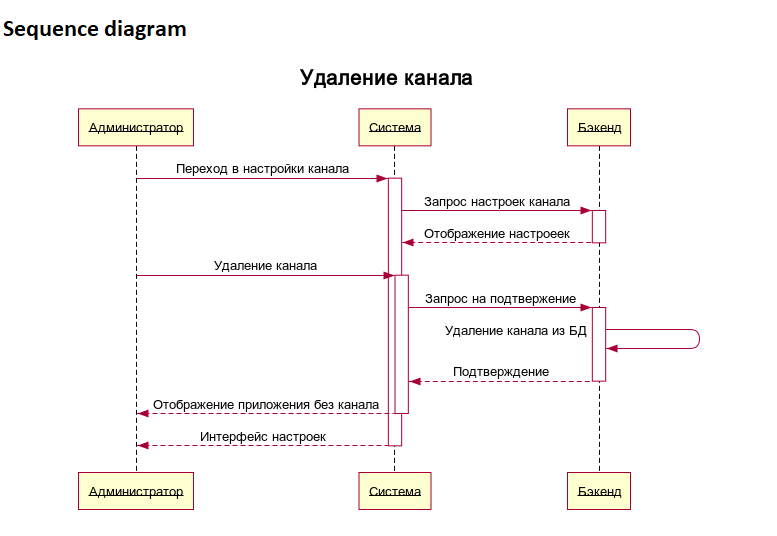 Sequence diagram
Удаление канала
Администратор
Система
Бэкенд
Переход в настройки канала
Запрос настроек канала
Отображение настроеек
Удаление канала
Запрос на подтвержение
Удаление канала из БД
Подтверждение
Отображение приложения без канала
Интерфейс настроек
Администратор
Система
Бэкенд